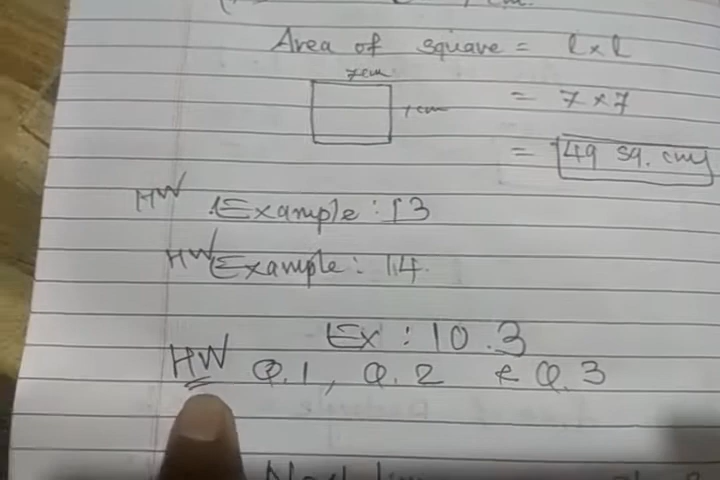 Area of square = l x l
7cm
= 7 x 7
= 49 sq. cm
HW Example : 13
HW Example : 14.
Ex : 10.3
HW Q.1, Q.2 & Q.3